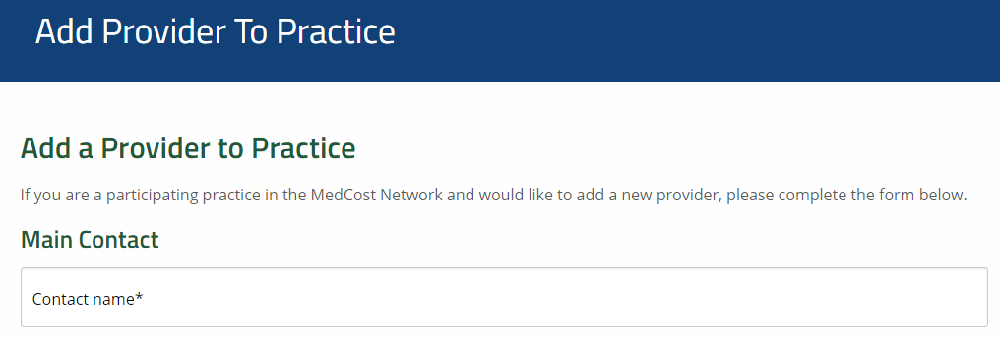 Add Provider To Practice
Add a Provider to Practice
If you are a participating practice in the MedCost Network and would like to add a new provider, please complete the form below.
Main Contact
Contact name*